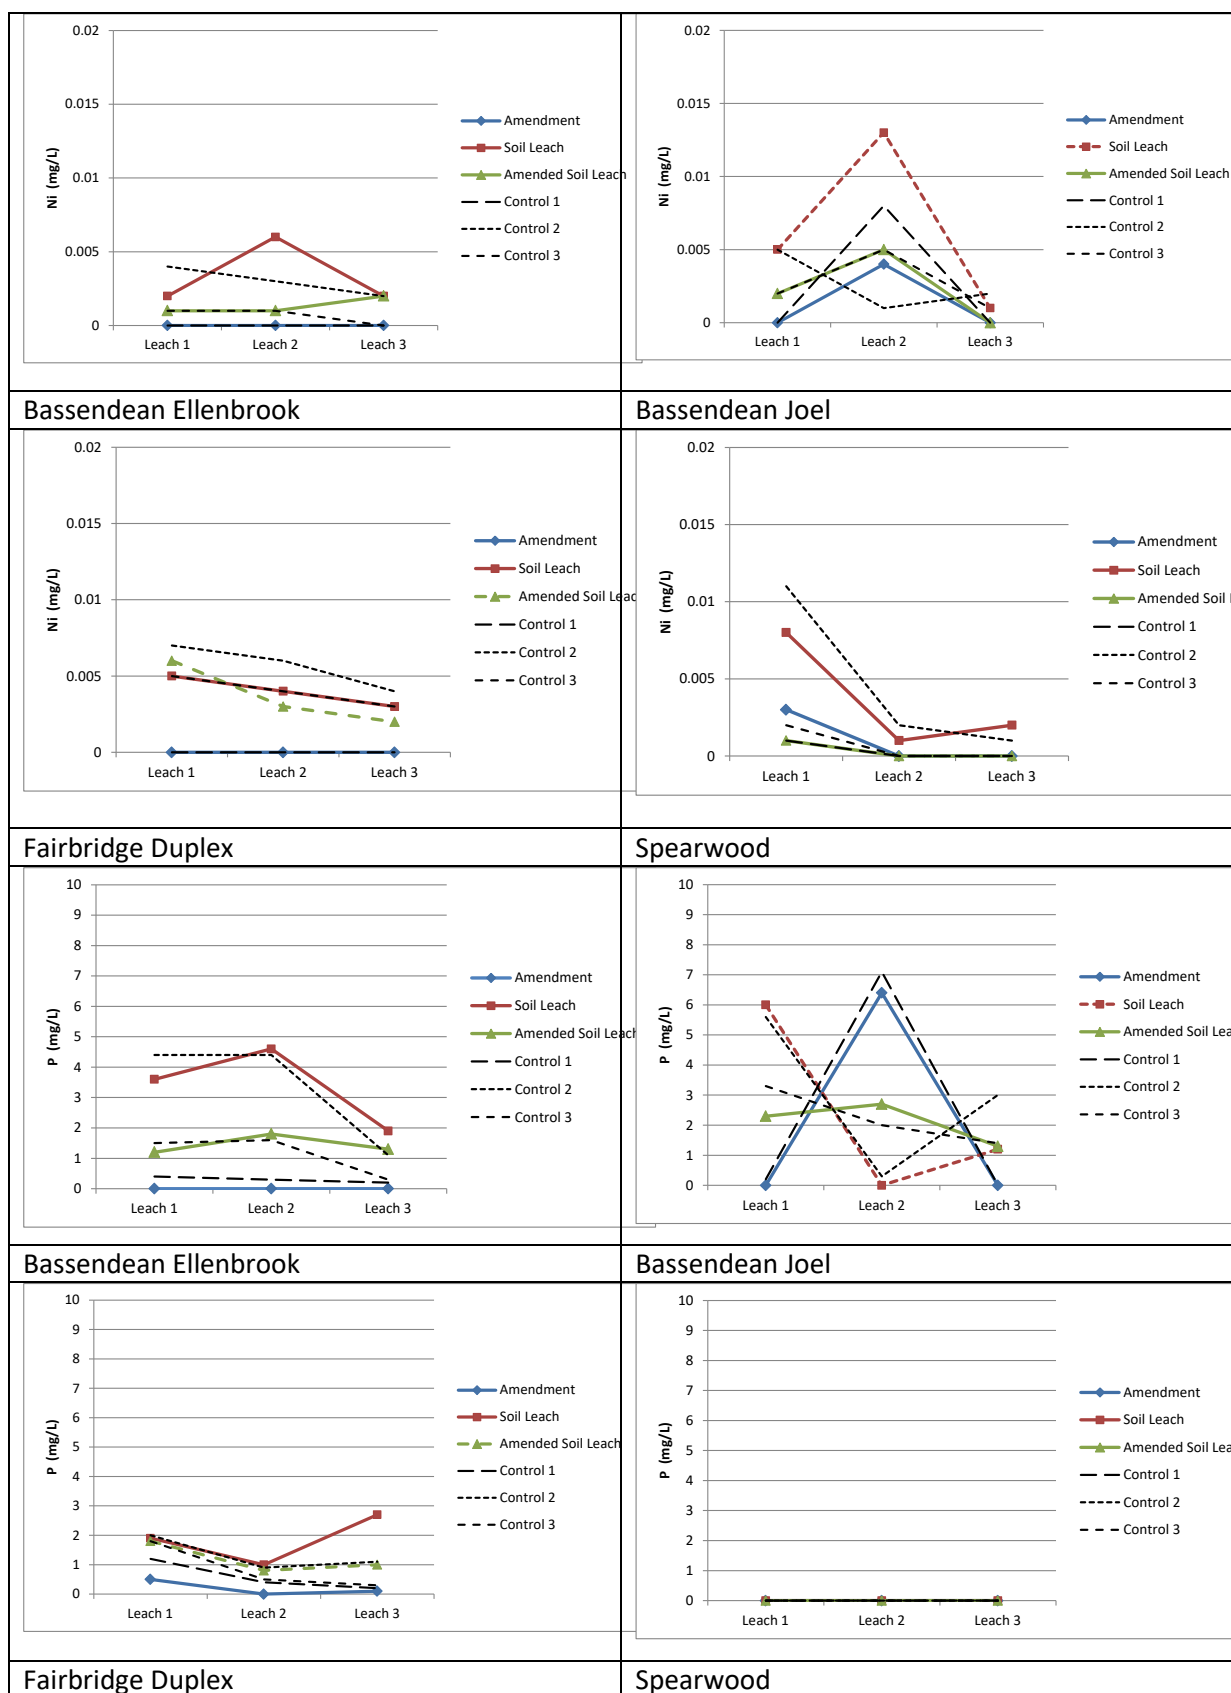 0.02
0.015
0.01
0.005
0
Ni (mg/L)
Leach 1 Leach 2 Leach 3
Amendment
Soil Leach
Amended Soil Leach
Control 1
Control 2
Control 3
0.02
0.015
0.01
0.005
0
Ni (mg/L)
Leach 1 Leach 2 Leach 3
Amendment
Soil Leach
Amended Soil Leach
Control 1
Control 2
Control 3
Bassendean Ellenbrook
Bassendean Joel
0.02
0.015
0.01
0.005
0
Ni (mg/L)
Leach 1 Leach 2 Leach 3
Amendment
Soil Leach
Amended Soil Leac
Control 1
Control 2
Control 3
0.02
0.015
0.01
0.005
0
Ni (mg/L)
Leach 1 Leach 2 Leach 3
Amendment
Soil Leach
Amended Soil
Control 1
Control 2
Control 3
Fairbridge Duplex
Spearwood
10
9
8
7
6
5
4
3
2
1
0
P (mg/L)
Leach 1 Leach 2 Leach 3
Amendment
Soil Leach
Amended Soil Leach
Control 1
Control 2
Control 3
10
9
8
7
6
5
4
3
2
1
0
P (mg/L)
Leach 1 Leach 2 Leach 3
Amendment
Soil Leach
Amended Soil Lea
Control 1
Control 2
Control 3
Bassendean Ellenbrook
Bassendean Joel
10
9
8
7
6
5
4
3
2
1
0
P (mg/L)
Leach 1 Leach 2 Leach 3
Amendment
Soil Leach
Amended Soil Leach
Control 1
Control 2
Control 3
10
9
8
7
6
5
4
3
2
1
0
P (mg/L)
Leach 1 Leach 2 Leach 3
Amendment
Soil Leach
Amended Soil Lea
Control 1
Control 2
Control 3
Fairbridge Duplex
Spearwood